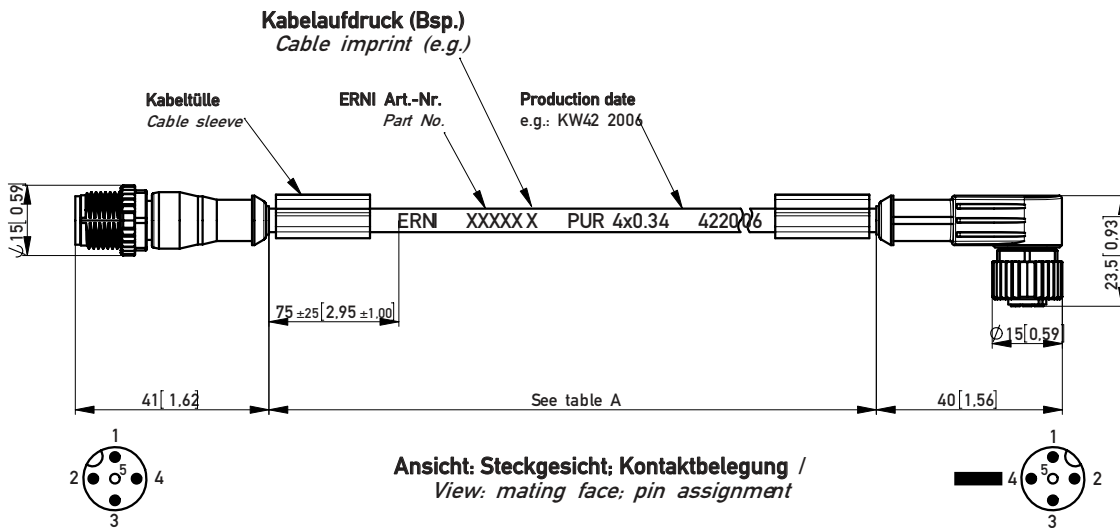 Kabelaufdruck (Bsp.)
Cable imprint (e.g.)
Kabeltülle
Cable sleeve
ERNI Art.-Nr.
Part No.
Production date
e.g.: KW42 2006
15[0,59]
ERNI XXXXXX PUR 4x0.34 422006
23,5[0,93]
75 ±25[2,95 ±1,00]
∅15[0,59]
41[1,62]
See table A
40[1,56]
1
2 5 4
3
Ansicht: Steckgesicht; Kontaktbelegung /
View: mating face; pin assignment
1
4 5 2
3